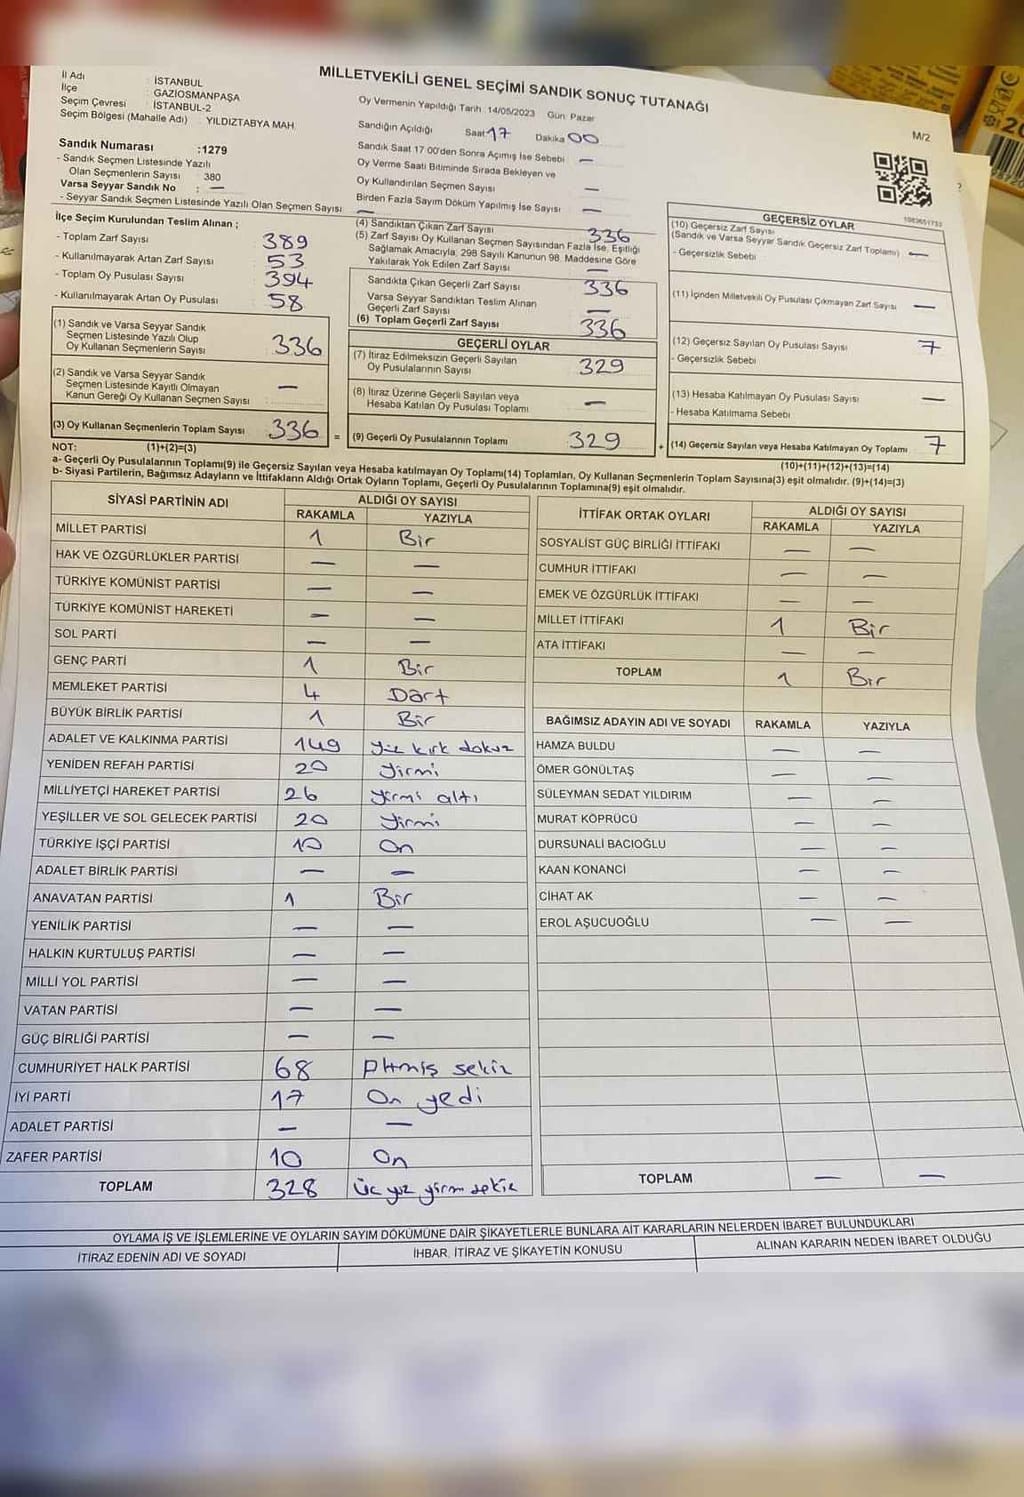 MİLLETVEKİLİ GENEL SEÇİMİ SANDIK SONUÇ TUTANAĞI
M/2
İl Adı : İSTANBUL
İlçe : GAZİOSMANPAŞA
Seçim Çevresi : İSTANBUL-2
Seçim Bölgesi (Mahalle Adı) : YILDIZTABYA MAH.
Sandık Numarası :1279
- Sandık Seçmen Listesinde Yazılı
Olan Seçmenlerin Sayısı : 380
Varsa Seyyar Sandık No : —
- Seyyar Sandık Seçmen Listesinde Yazılı Olan Seçmen Sayısı : —
Oy Vermenin Yapıldığı Tarih : 14/05/2023 Gün: Pazar
Sandığın Açıldığı Saat 17 Dakika 00
Sandık Saat 17:00'den Sonra Açımış İse Sebebi —
Oy Verme Saati Bitiminde Sırada Bekleyen ve
Oy Kullandırılan Seçmen Sayısı —
Birden Fazla Sayım Döküm Yapılmış İse Sayısı —
1083651733
İlçe Seçim Kurulundan Teslim Alınan ;
- Toplam Zarf Sayısı 389
- Kullanılmayarak Artan Zarf Sayısı 53
- Toplam Oy Pusulası Sayısı 394
- Kullanılmayarak Artan Oy Pusulası 58
(1) Sandık ve Varsa Seyyar Sandık
Seçmen Listesinde Yazılı Olup
Oy Kullanan Seçmenlerin Sayısı 336
(2) Sandık ve Varsa Seyyar Sandık
Seçmen Listesinde Kayıtlı Olmayan
Kanun Gereği Oy Kullanan Seçmen Sayısı —
(3) Oy Kullanan Seçmenlerin Toplam Sayısı 336 =
(4) Sandıktan Çıkan Zarf Sayısı 336
(5) Zarf Sayısı Oy Kullanan Seçmen Sayısından Fazla İse, Eşitliği
Sağlamak Amacıyla; 298 Sayılı Kanunun 98. Maddesine Göre
Yakılarak Yok Edilen Zarf Sayısı —
Sandıkta Çıkan Geçerli Zarf Sayısı 336
Varsa Seyyar Sandıktan Teslim Alınan
Geçerli Zarf Sayısı —
(6) Toplam Geçerli Zarf Sayısı 336
GEÇERLİ OYLAR
(7) İtiraz Edilmeksizin Geçerli Sayılan
Oy Pusulalarının Sayısı 329
(8) İtiraz Üzerine Geçerli Sayılan veya
Hesaba Katılan Oy Pusulası Toplamı —
(9) Geçerli Oy Pusulalarının Toplamı 329 +
GEÇERSİZ OYLAR
(10) Geçersiz Zarf Sayısı
(Sandık ve Varsa Seyyar Sandık Geçersiz Zarf Toplamı) —
- Geçersizlik Sebebi
(11) İçinden Milletvekili Oy Pusulası Çıkmayan Zarf Sayısı —
(12) Geçersiz Sayılan Oy Pusulası Sayısı 7
- Geçersizlik Sebebi
(13) Hesaba Katılmayan Oy Pusulası Sayısı —
- Hesaba Katılmama Sebebi
(14) Geçersiz Sayılan veya Hesaba Katılmayan Oy Toplamı 7
NOT: (1)+(2)=(3)
(10)+(11)+(12)+(13)=(14)
a- Geçerli Oy Pusulalarının Toplamı(9) ile Geçersiz Sayılan veya Hesaba katılmayan Oy Toplamı(14) Toplamları, Oy Kullanan Seçmenlerin Toplam Sayısına(3) eşit olmalıdır. (9)+(14)=(3)
b- Siyasi Partilerin, Bağımsız Adayların ve İttifakların Aldığı Ortak Oyların Toplamı, Geçerli Oy Pusulalarının Toplamına(9) eşit olmalıdır.
SİYASİ PARTİNİN ADI ALDIĞI OY SAYISI
RAKAMLA YAZIYLA
MİLLET PARTİSİ 1 Bir
HAK VE ÖZGÜRLÜKLER PARTİSİ — —
TÜRKİYE KOMÜNİST PARTİSİ — —
TÜRKİYE KOMÜNİST HAREKETİ — —
SOL PARTİ — —
GENÇ PARTİ 1 Bir
MEMLEKET PARTİSİ 4 Dört
BÜYÜK BİRLİK PARTİSİ 1 Bir
ADALET VE KALKINMA PARTİSİ 149 Yüz kırk dokuz
YENİDEN REFAH PARTİSİ 20 Yirmi
MİLLİYETÇİ HAREKET PARTİSİ 26 Yirmi altı
YEŞİLLER VE SOL GELECEK PARTİSİ 20 Yirmi
TÜRKİYE İŞÇİ PARTİSİ 10 On
ADALET BİRLİK PARTİSİ — —
ANAVATAN PARTİSİ 1 Bir
YENİLİK PARTİSİ — —
HALKIN KURTULUŞ PARTİSİ — —
MİLLİ YOL PARTİSİ — —
VATAN PARTİSİ — —
GÜÇ BİRLİĞİ PARTİSİ — —
CUMHURİYET HALK PARTİSİ 68 Altmış sekiz
İYİ PARTİ 17 On yedi
ADALET PARTİSİ — —
ZAFER PARTİSİ 10 On
TOPLAM 328 Üç yüz yirmi sekiz
İTTİFAK ORTAK OYLARI ALDIĞI OY SAYISI
RAKAMLA YAZIYLA
SOSYALİST GÜÇ BİRLİĞİ İTTİFAKI — —
CUMHUR İTTİFAKI — —
EMEK VE ÖZGÜRLÜK İTTİFAKI — —
MİLLET İTTİFAKI 1 Bir
ATA İTTİFAKI — —
TOPLAM 1 Bir
BAĞIMSIZ ADAYIN ADI VE SOYADI RAKAMLA YAZIYLA
HAMZA BULDU — —
ÖMER GÖNÜLTAŞ — —
SÜLEYMAN SEDAT YILDIRIM — —
MURAT KÖPRÜCÜ — —
DURSUNALİ BACIOĞLU — —
KAAN KONANCİ — —
CİHAT AK — —
EROL AŞUCUOĞLU — —
TOPLAM — —
OYLAMA İŞ VE İŞLEMLERİNE VE OYLARIN SAYIM DÖKÜMÜNE DAİR ŞİKAYETLERLE BUNLARA AİT KARARLARIN NELERDEN İBARET BULUNDUKLARI
İTİRAZ EDENİN ADI VE SOYADI İHBAR, İTİRAZ VE ŞİKAYETİN KONUSU ALINAN KARARIN NEDEN İBARET OLDUĞU